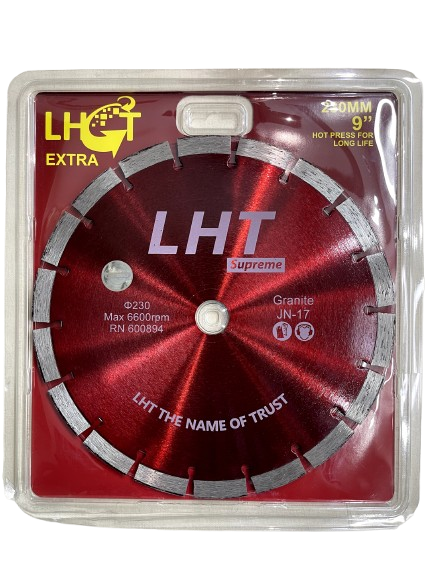 LHGT
EXTRA
230MM
9”
HOT PRESS FOR
LONG LIFE
LHT
Supreme
Φ230
Max 6600rpm
RN 600894
Granite
JN-17
LHT THE NAME OF TRUST